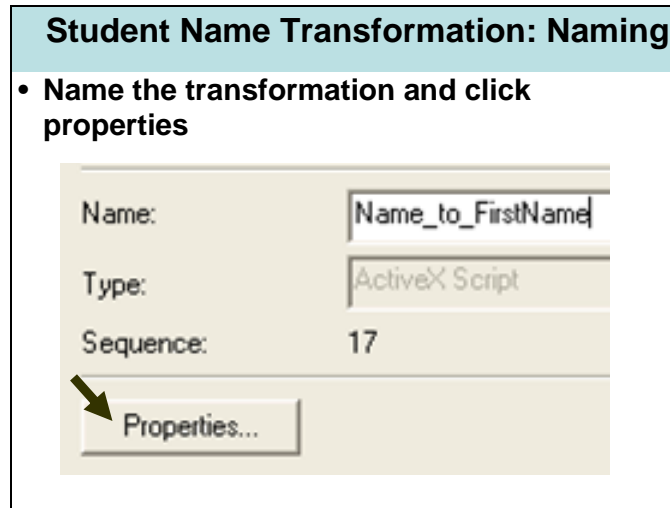 Student Name Transformation: Naming
• Name the transformation and click
properties
Name: Name_to_FirstName
Type: ActiveX Script
Sequence: 17
Properties...